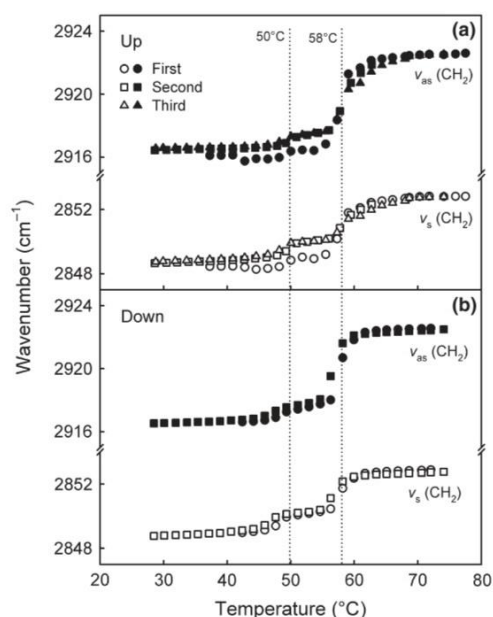 50°C
58°C
(a)
Up
First
Second
Third
νas (CH2)
νs (CH2)
2924
2920
2916
2852
2848
Wavenumber (cm−1)
(b)
Down
νas (CH2)
νs (CH2)
2924
2920
2916
2852
2848
20 30 40 50 60 70 80
Temperature (°C)